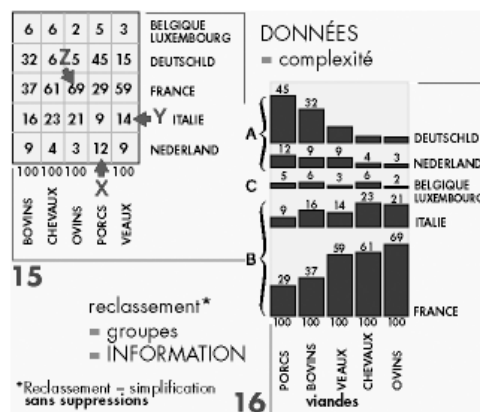 6 6 2 5 3 BELGIQUE
LUXEMBOURG
32 6 Z 5 45 15 DEUTSCHLD
37 61 69 29 59 FRANCE
16 23 21 9 14 Y ITALIE
9 4 3 12 9 NEDERLAND
100 100 100
X
BOVINS
CHEVAUX
OVINS
PORCS
VEAUX
15
reclassement*
= groupes
= INFORMATION
*Reclassement = simplification
sans suppressions
DONNÉES
= complexité
45
32
A
DEUTSCHLD
12 9 9 4 3
NEDERLAND
C
5 6 3 6 2
BELGIQUE
LUXEMBOURG
9 16 14 23 21
ITALIE
B
29 37 59 61 69
FRANCE
100 100 100 100 100
PORCS
BOVINS
VEAUX
CHEVAUX
OVINS
16
viandes